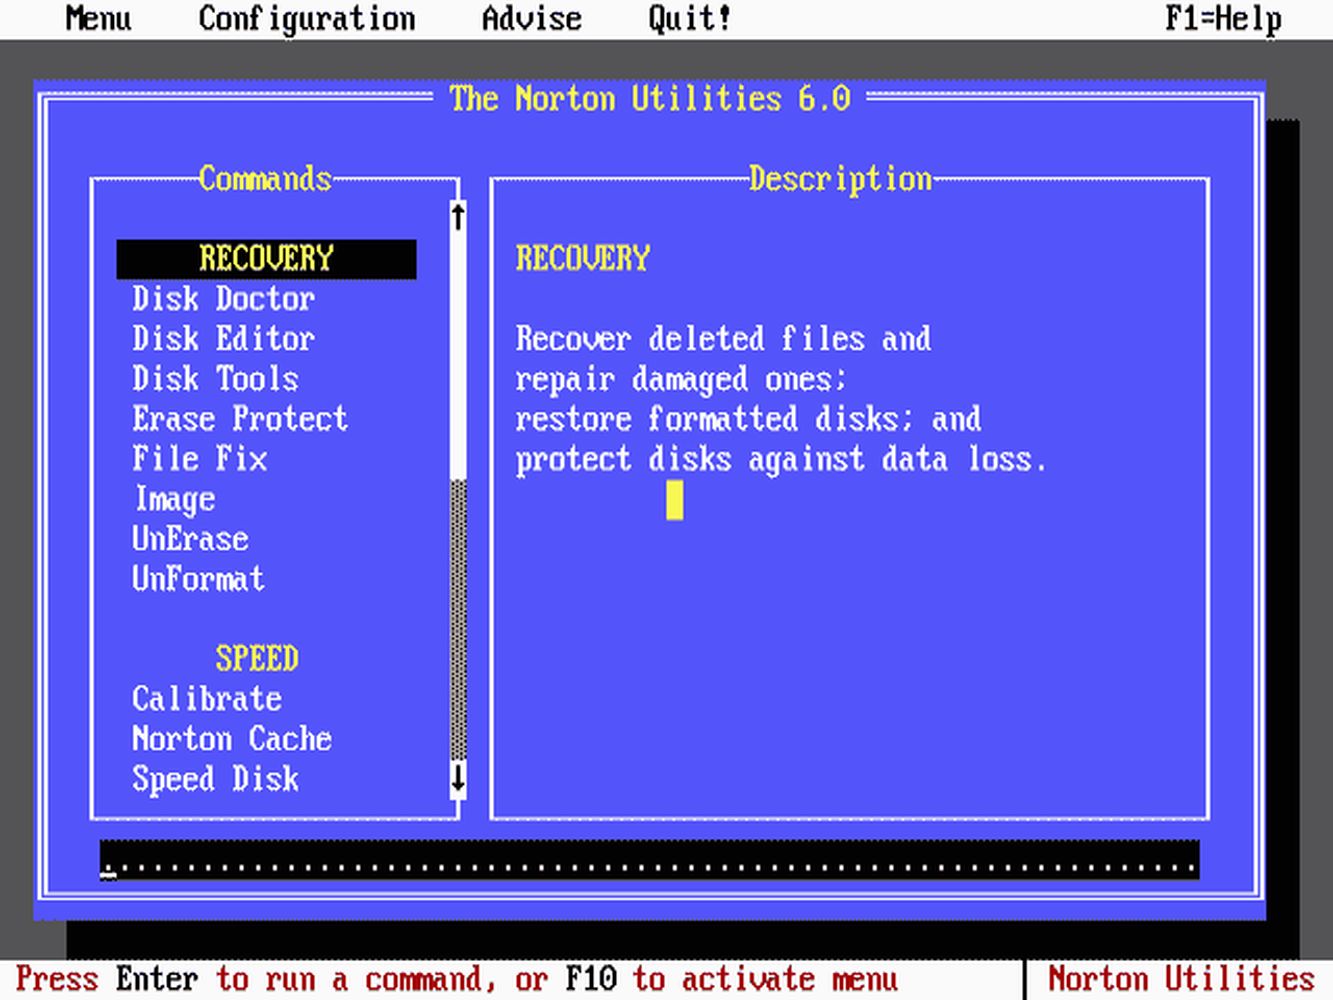 Menu Configuration Advise Quit! F1=Help
The Norton Utilities 6.0
Commands
RECOVERY
Disk Doctor
Disk Editor
Disk Tools
Erase Protect
File Fix
Image
UnErase
UnFormat
SPEED
Calibrate
Norton Cache
Speed Disk
Description
RECOVERY
Recover deleted files and
repair damaged ones;
restore formatted disks; and
protect disks against data loss.
Press Enter to run a command, or F10 to activate menu
Norton Utilities